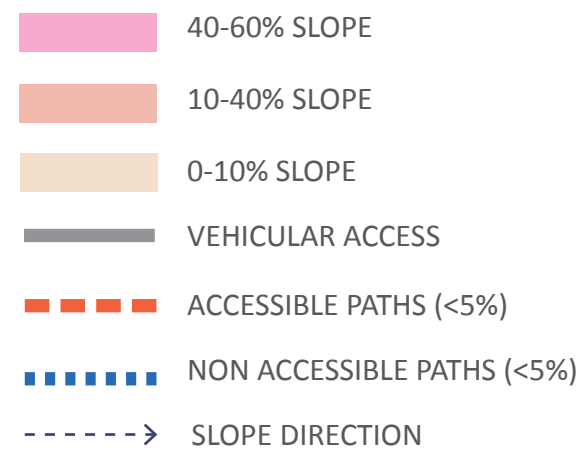 40-60% SLOPE
10-40% SLOPE
0-10% SLOPE
VEHICULAR ACCESS
ACCESSIBLE PATHS (<5%)
NON ACCESSIBLE PATHS (<5%)
SLOPE DIRECTION